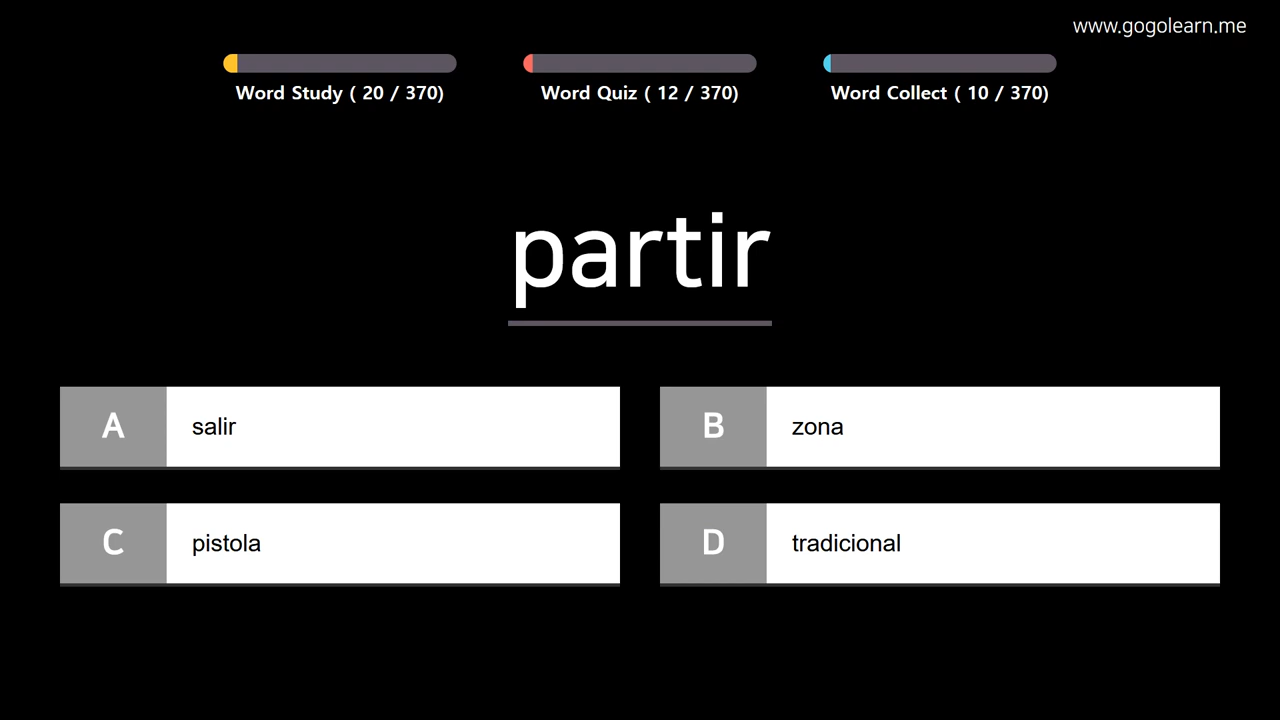 www.gogolearn.me
Word Study ( 20 / 370)
Word Quiz ( 12 / 370)
Word Collect ( 10 / 370)
partir
A salir
B zona
C pistola
D tradicional